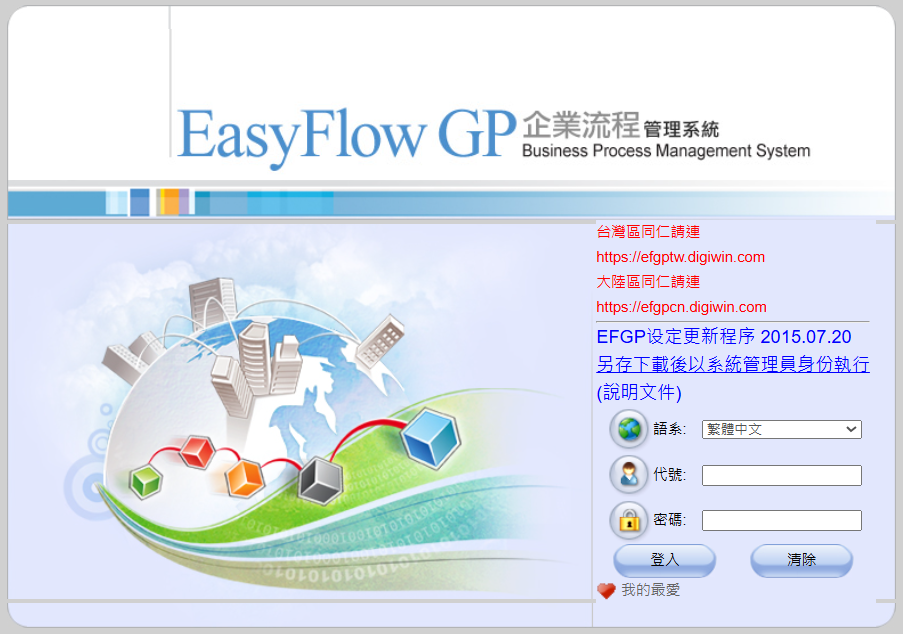 EasyFlow GP 企業流程管理系統
Business Process Management System
台灣區同仁請連
https://efgptw.digiwin.com
大陸區同仁請連
https://efgpcn.digiwin.com
EFGP设定更新程序 2015.07.20
另存下載後以系統管理員身份執行
(說明文件)
語系: 繁體中文
代號:
密碼:
登入 清除
我的最愛